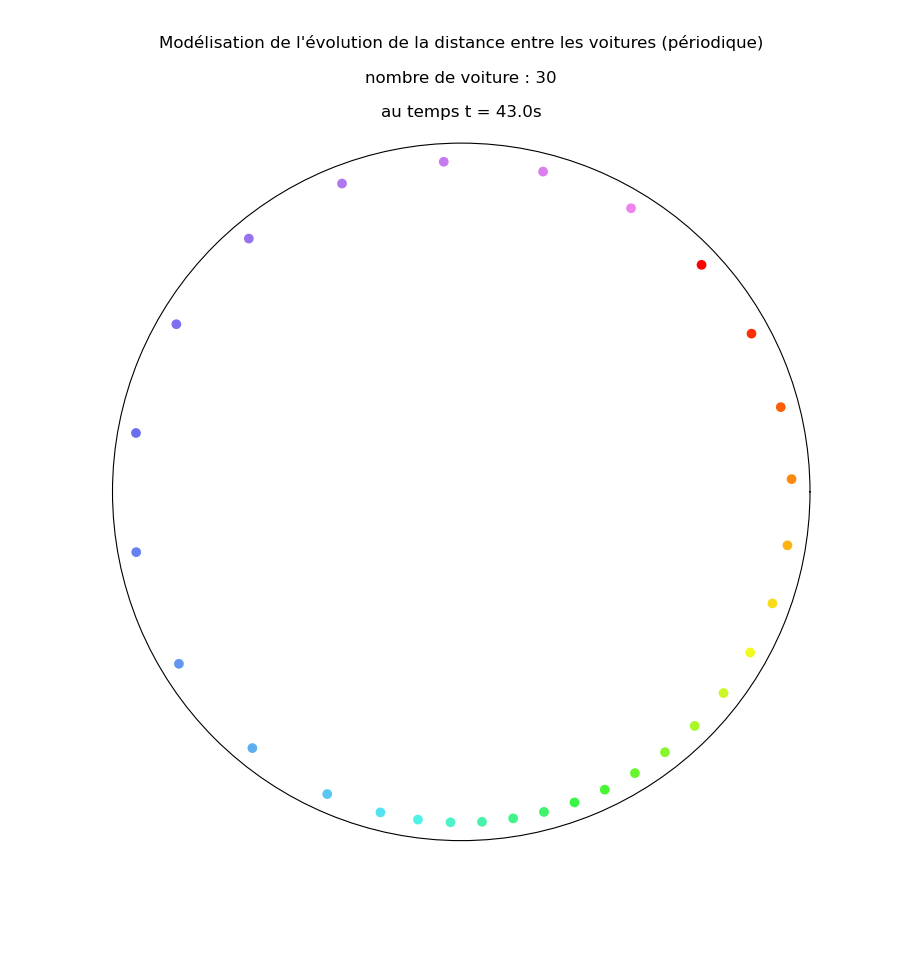 Modélisation de l'évolution de la distance entre les voitures (périodique)
nombre de voiture : 30
au temps t = 43.0s